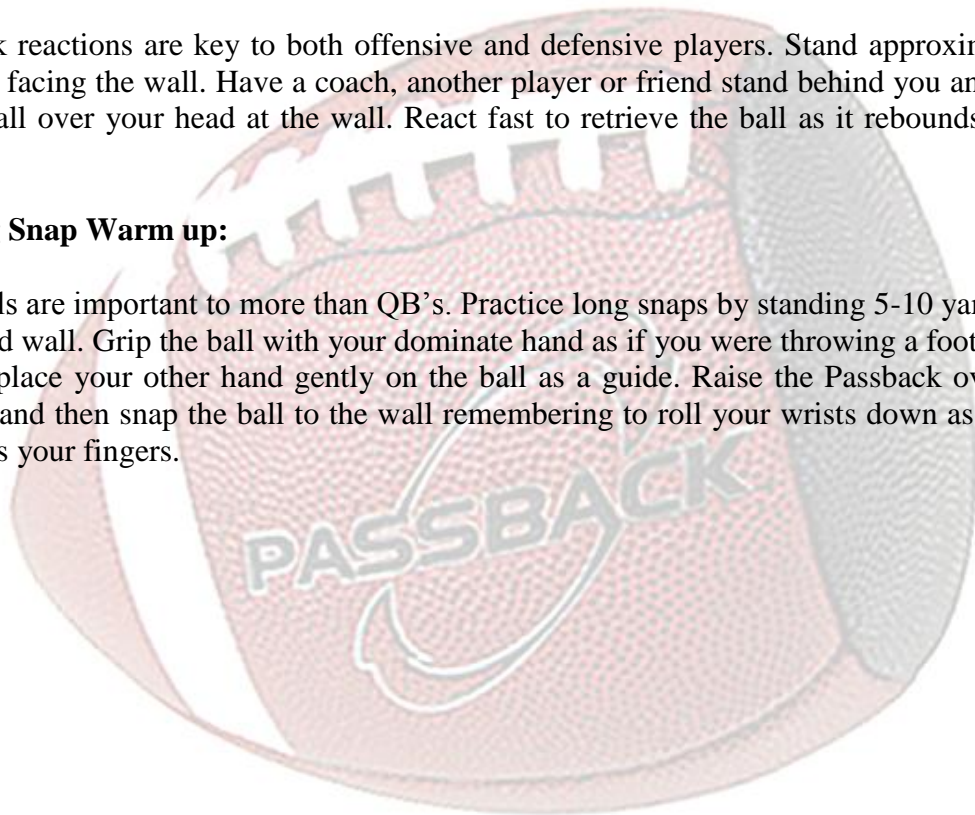 k reactions are key to both offensive and defensive players. Stand approxin
facing the wall. Have a coach, another player or friend stand behind you an
all over your head at the wall. React fast to retrieve the ball as it rebounds
Snap Warm up:
ls are important to more than QB’s. Practice long snaps by standing 5-10 yar
d wall. Grip the ball with your dominate hand as if you were throwing a foot
place your other hand gently on the ball as a guide. Raise the Passback ov
and then snap the ball to the wall remembering to roll your wrists down as
s your fingers.
PASSBACK